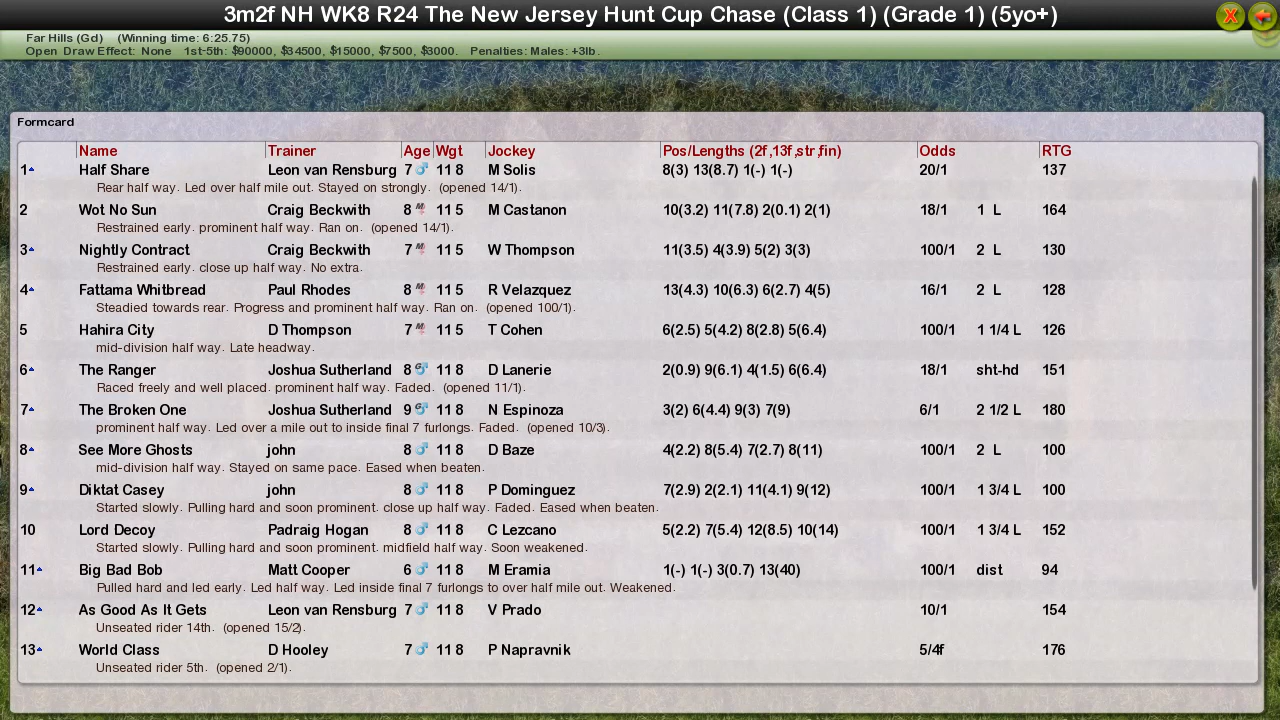 3m2f NH WK8 R24 The New Jersey Hunt Cup Chase (Class 1) (Grade 1) (5yo+)
X
Far Hills (Gd) (Winning time: 6:25.75)
Open Draw Effect: None 1st-5th: $90000, $34500, $15000, $7500, $3000. Penalties: Males: +3lb.
Formcard
Name Trainer Age Wgt Jockey Pos/Lengths (2f,13f,str,fin) Odds RTG
1 Half Share Leon van Rensburg 7 11 8 M Solis 8(3) 13(8.7) 1(-) 1(-) 20/1 137
Rear half way. Led over half mile out. Stayed on strongly. (opened 14/1).
2 Wot No Sun Craig Beckwith 8 M 11 5 M Castanon 10(3.2) 11(7.8) 2(0.1) 2(1) 18/1 1 L 164
Restrained early. prominent half way. Ran on. (opened 14/1).
3 Nightly Contract Craig Beckwith 7 M 11 5 W Thompson 11(3.5) 4(3.9) 5(2) 3(3) 100/1 2 L 130
Restrained early. close up half way. No extra.
4 Fattama Whitbread Paul Rhodes 8 M 11 5 R Velazquez 13(4.3) 10(6.3) 6(2.7) 4(5) 16/1 2 L 128
Steadied towards rear. Progress and prominent half way. Ran on. (opened 100/1).
5 Hahira City D Thompson 7 M 11 5 T Cohen 6(2.5) 5(4.2) 8(2.8) 5(6.4) 100/1 1 1/4 L 126
mid-division half way. Late headway.
6 The Ranger Joshua Sutherland 8 G 11 8 D Lanerie 2(0.9) 9(6.1) 4(1.5) 6(6.4) 18/1 sht-hd 151
Raced freely and well placed. prominent half way. Faded. (opened 11/1).
7 The Broken One Joshua Sutherland 9 G 11 8 N Espinoza 3(2) 6(4.4) 9(3) 7(9) 6/1 2 1/2 L 180
prominent half way. Led over a mile out to inside final 7 furlongs. Faded. (opened 10/3).
8 See More Ghosts john 8 11 8 D Baze 4(2.2) 8(5.4) 7(2.7) 8(11) 100/1 2 L 100
mid-division half way. Stayed on same pace. Eased when beaten.
9 Diktat Casey john 8 11 8 P Dominguez 7(2.9) 2(2.1) 11(4.1) 9(12) 100/1 1 3/4 L 100
Started slowly. Pulling hard and soon prominent. close up half way. Faded. Eased when beaten.
10 Lord Decoy Padraig Hogan 8 11 8 C Lezcano 5(2.2) 7(5.4) 12(8.5) 10(14) 100/1 1 3/4 L 152
Started slowly. Pulling hard and soon prominent. midfield half way. Soon weakened.
11 Big Bad Bob Matt Cooper 6 11 8 M Eramia 1(-) 1(-) 3(0.7) 13(40) 100/1 dist 94
Pulled hard and led early. Led half way. Led inside final 7 furlongs to over half mile out. Weakened.
12 As Good As It Gets Leon van Rensburg 7 11 8 V Prado 10/1 154
Unseated rider 14th. (opened 15/2).
13 World Class D Hooley 7 11 8 P Napravnik 5/4f 176
Unseated rider 5th. (opened 2/1).